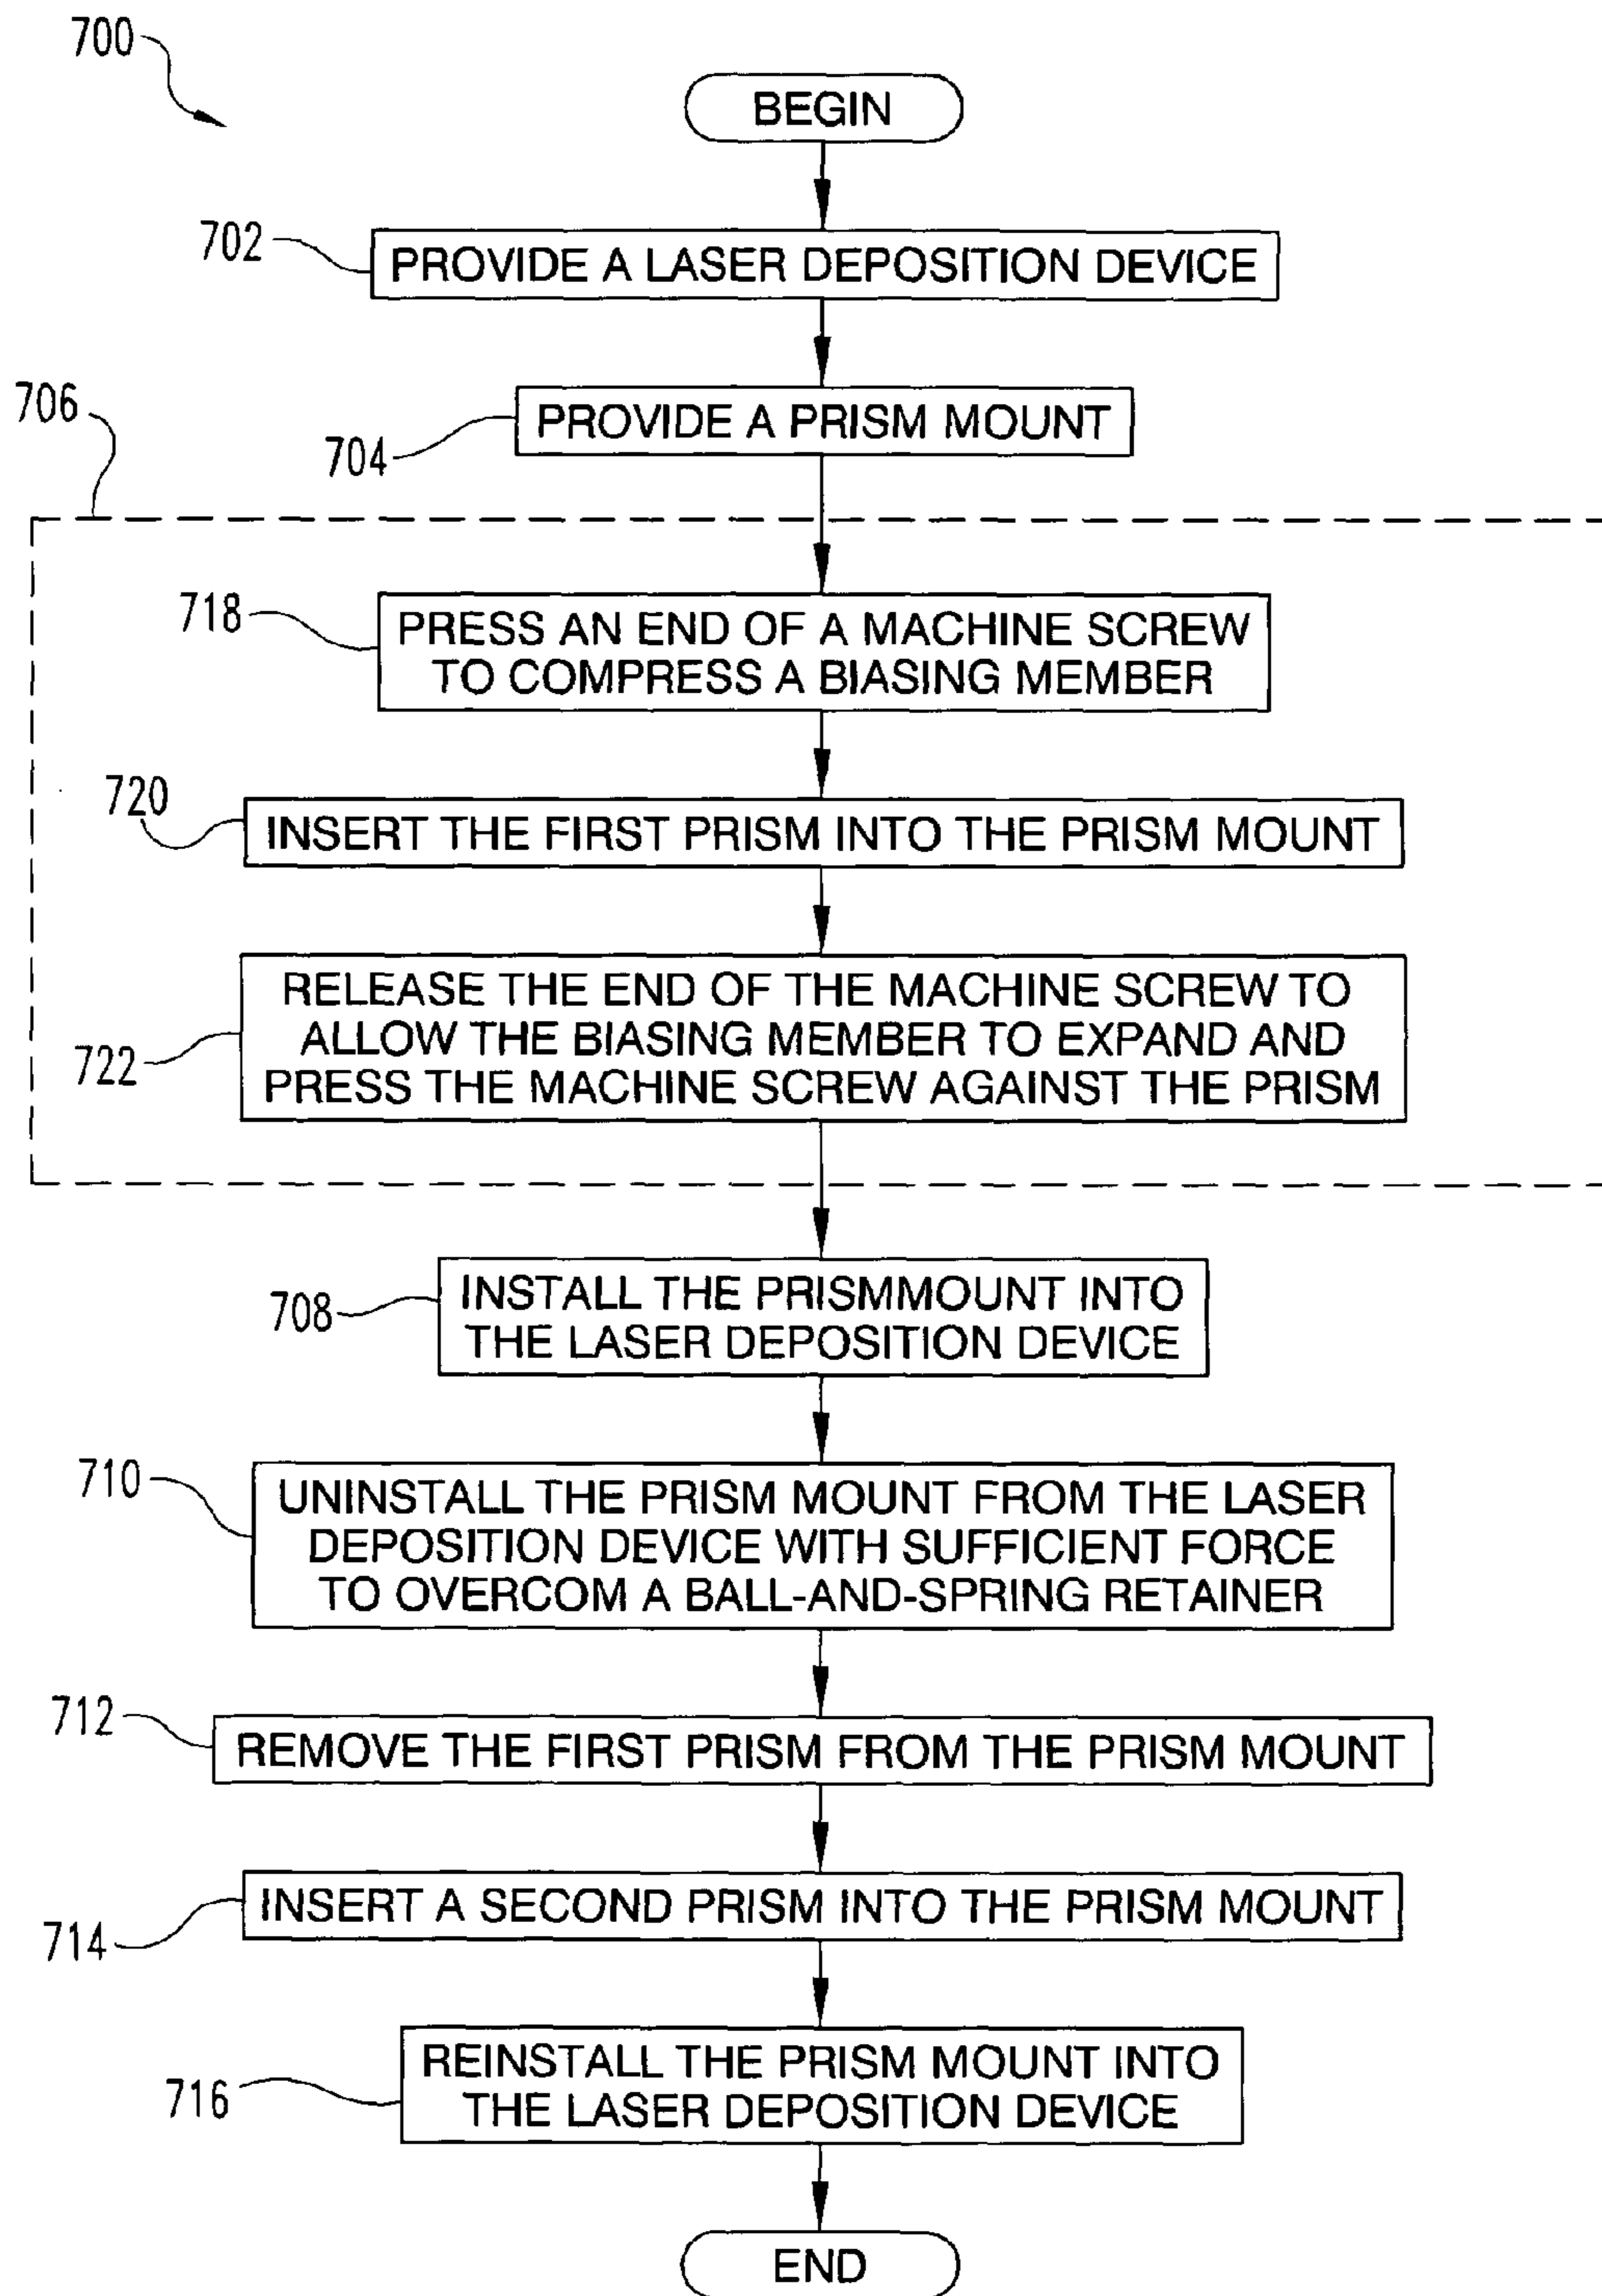 700
BEGIN
702
PROVIDE A LASER DEPOSITION DEVICE
706
704
PROVIDE A PRISM MOUNT
718
PRESS AN END OF A MACHINE SCREW
TO COMPRESS A BIASING MEMBER
720
INSERT THE FIRST PRISM INTO THE PRISM MOUNT
722
RELEASE THE END OF THE MACHINE SCREW TO
ALLOW THE BIASING MEMBER TO EXPAND AND
PRESS THE MACHINE SCREW AGAINST THE PRISM
708
INSTALL THE PRISMMOUNT INTO
THE LASER DEPOSITION DEVICE
710
UNINSTALL THE PRISM MOUNT FROM THE LASER
DEPOSITION DEVICE WITH SUFFICIENT FORCE
TO OVERCOM A BALL-AND-SPRING RETAINER
712
REMOVE THE FIRST PRISM FROM THE PRISM MOUNT
714
INSERT A SECOND PRISM INTO THE PRISM MOUNT
716
REINSTALL THE PRISM MOUNT INTO
THE LASER DEPOSITION DEVICE
END